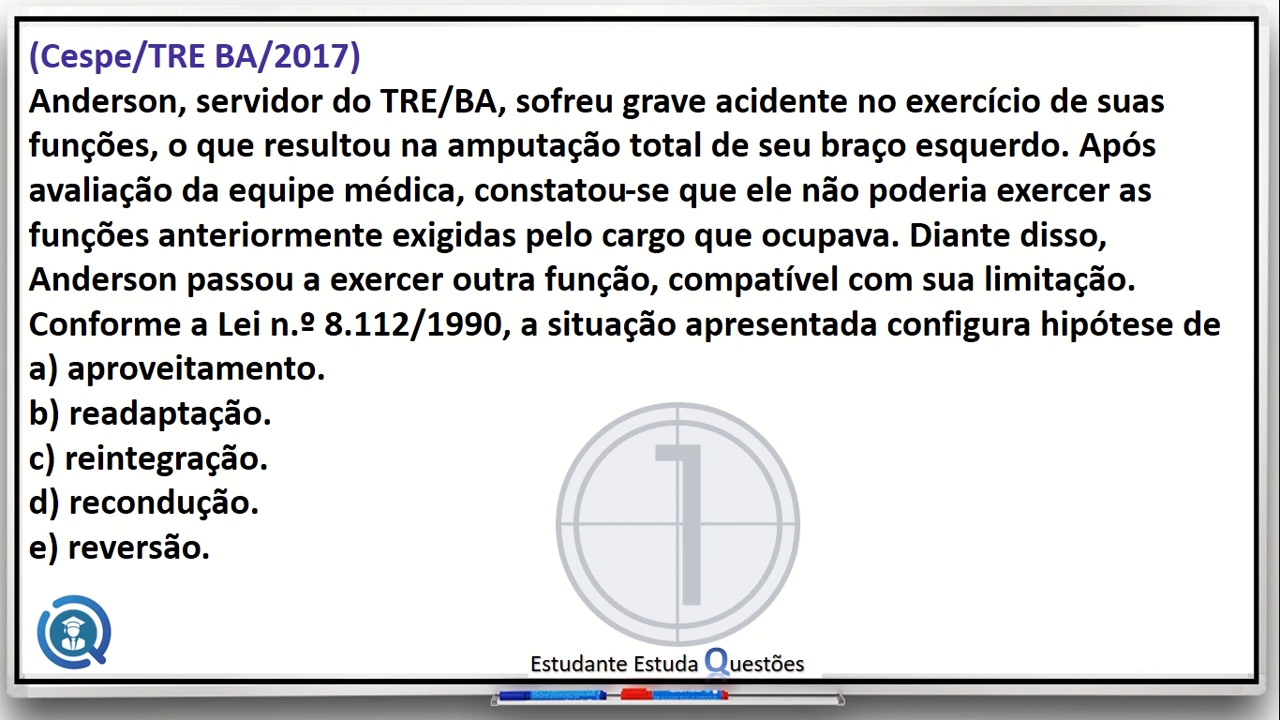 (Cespe/TRE BA/2017)
Anderson, servidor do TRE/BA, sofreu grave acidente no exercício de suas
funções, o que resultou na amputação total de seu braço esquerdo. Após
avaliação da equipe médica, constatou-se que ele não poderia exercer as
funções anteriormente exigidas pelo cargo que ocupava. Diante disso,
Anderson passou a exercer outra função, compatível com sua limitação.
Conforme a Lei n.º 8.112/1990, a situação apresentada configura hipótese de
a) aproveitamento.
b) readaptação.
c) reintegração.
d) recondução.
e) reversão.
1
Estudante Estuda Questões